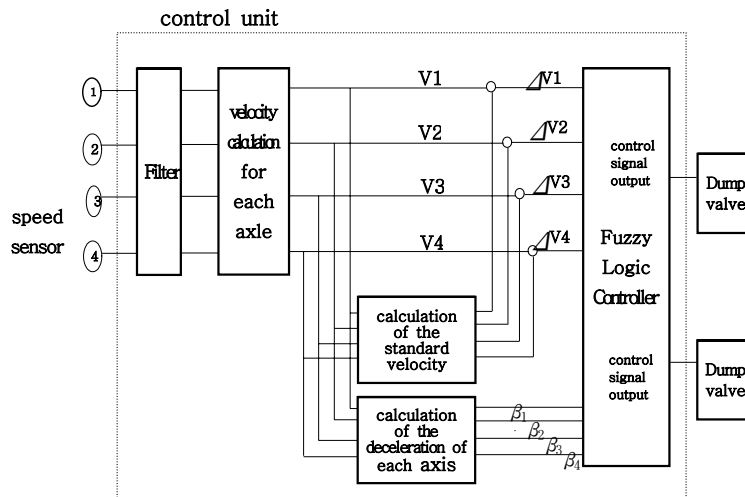 control unit
1
2
3
4
speed
sensor
Filter
velocity
calculation
for
each
axle
V1
V2
V3
V4
⊿V1
⊿V2
⊿V3
⊿V4
calculation
of the
standard
velocity
calculation
of the
deceleration of
each axis
β1
β2
β3
β4
control
signal
output
Fuzzy
Logic
Controller
control
signal
output
Dump
valve
Dump
valve